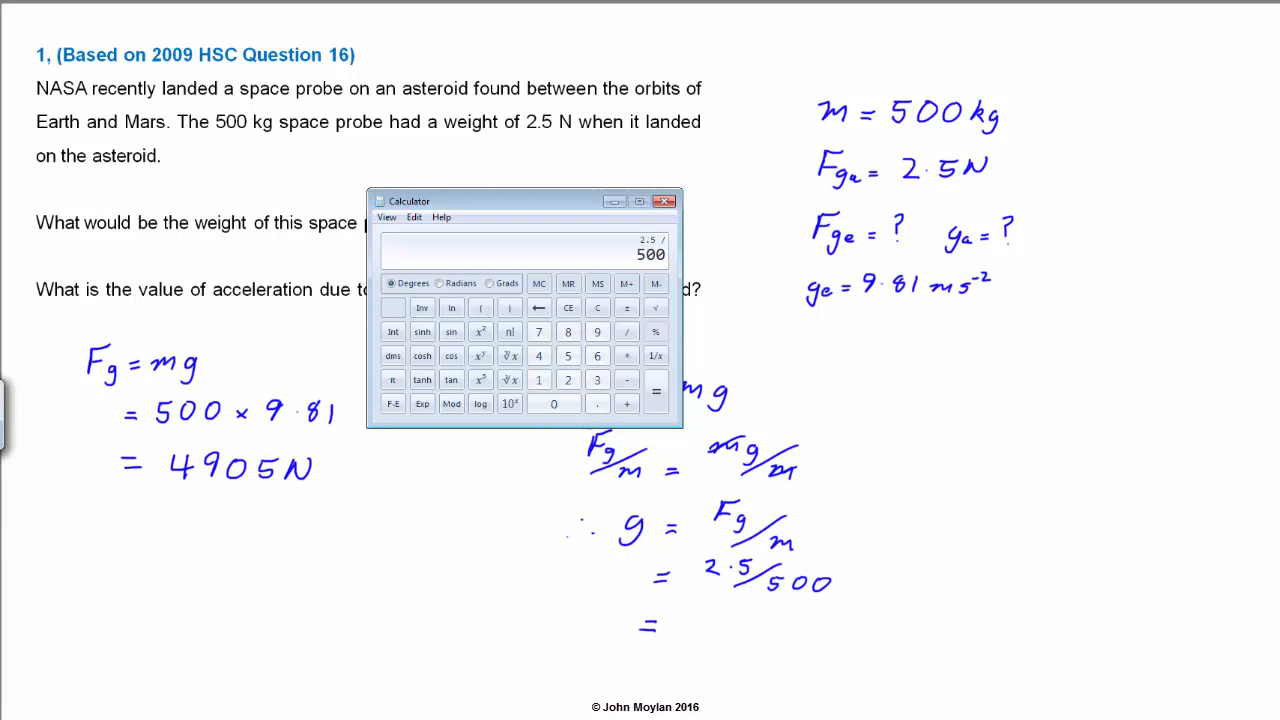 1, (Based on 2009 HSC Question 16)
NASA recently landed a space probe on an asteroid found between the orbits of
Earth and Mars. The 500 kg space probe had a weight of 2.5 N when it landed
on the asteroid.
What would be the weight of this space
What is the value of acceleration due to
d?
m = 500 kg
Fga = 2.5N
Fge = ? ga = ?
ge = 9.81 ms⁻²
Calculator
View Edit Help
2.5 /
500
Degrees Radians Grads MC MR MS M+ M-
Inv ln ( ) ← CE C ± √
Int sinh sin x² n! 7 8 9 / %
dms cosh cos xʸ ʸ√x 4 5 6 * 1/x
π tanh tan x³ ³√x 1 2 3 - =
F-E Exp Mod log 10ˣ 0 . +
Fg = mg
= 500 × 9.81
= 4905N
mg
Fg/m = mg/m
∴ g = Fg/m
= 2.5/500
=
© John Moylan 2016